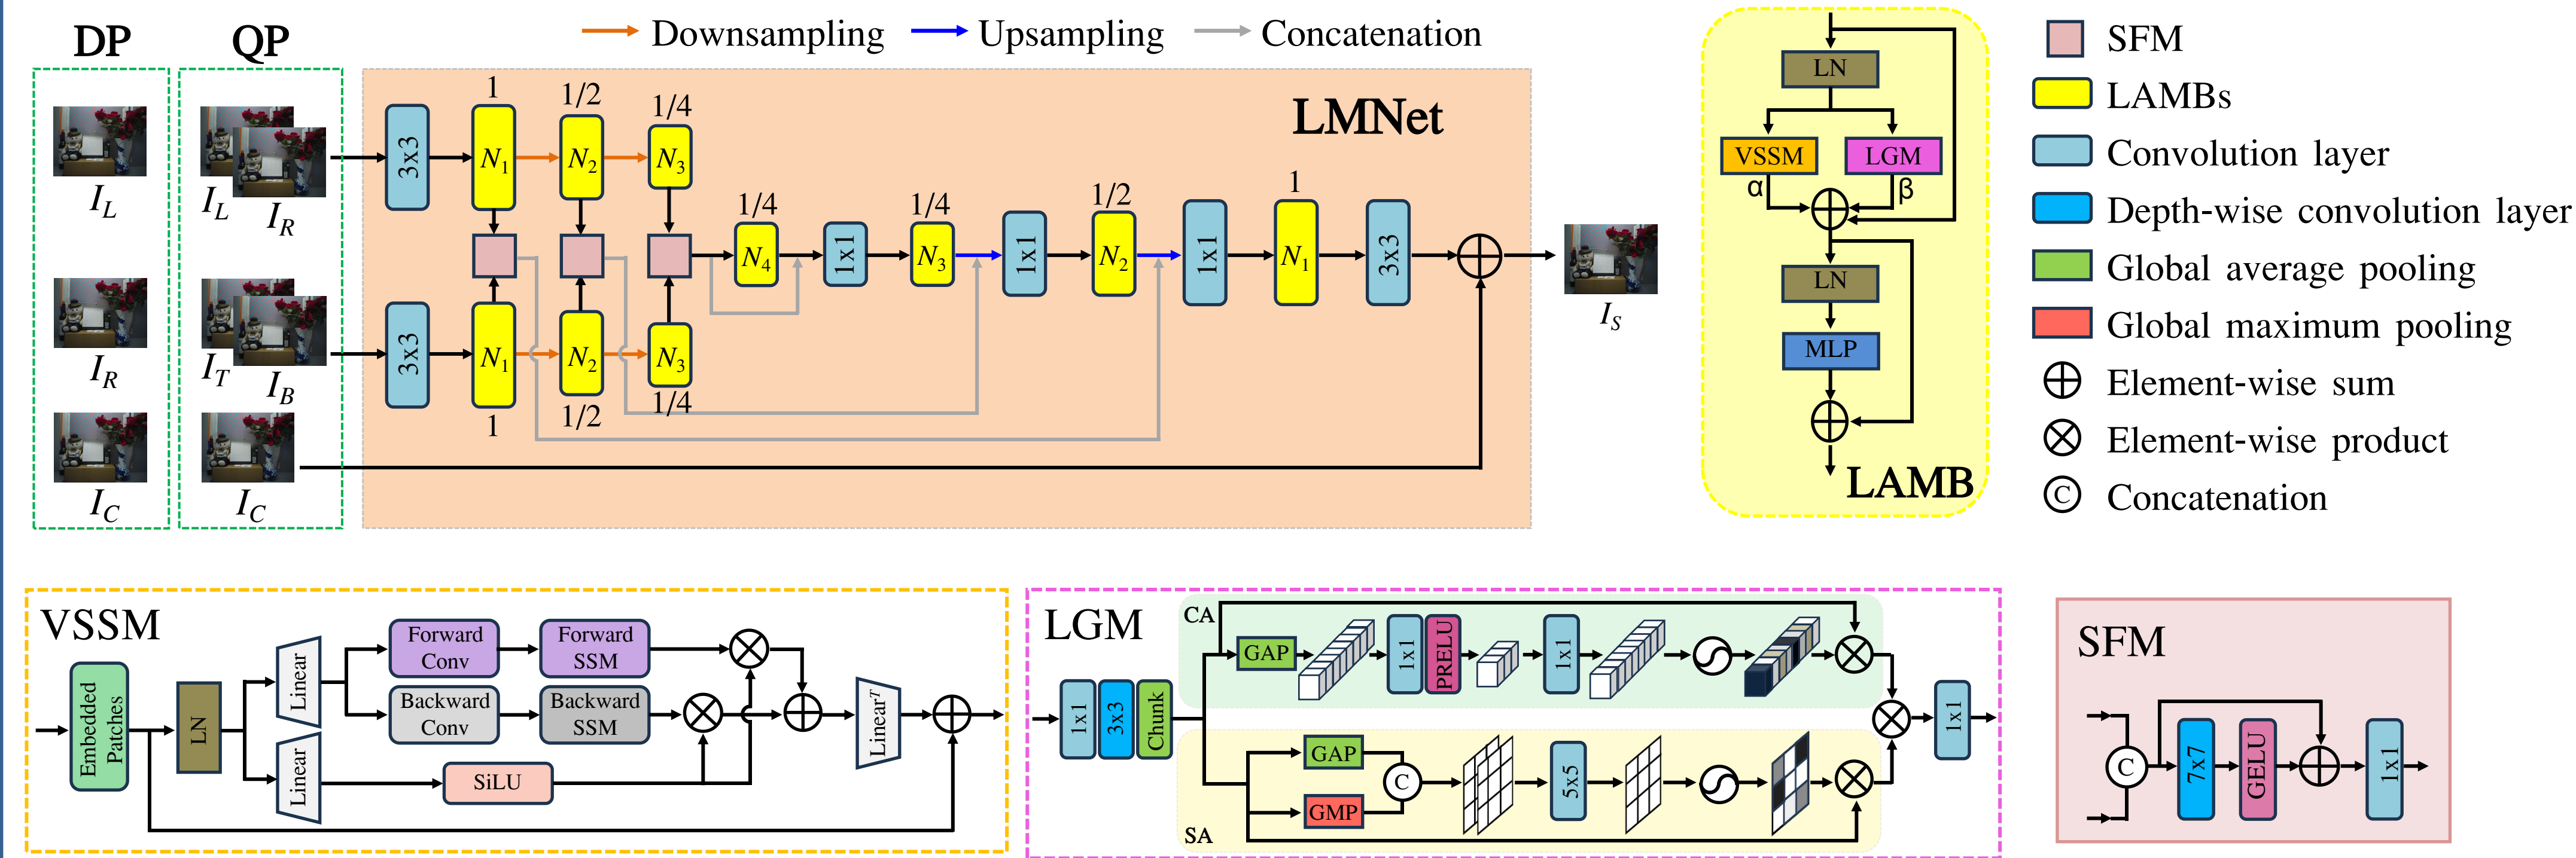 DP
QP
Downsampling
Upsampling
Concatenation
I_L
I_R
I_C
I_L
I_R
I_T
I_B
I_C
LMNet
3x3
1
N_1
1/2
N_2
1/4
N_3
3x3
N_1
1
N_2
1/2
N_3
1/4
1/4
N_4
1x1
1/4
N_3
1x1
1/2
N_2
1x1
1
N_1
3x3
I_S
LN
VSSM
LGM
α
β
LN
MLP
LAMB
SFM
LAMBs
Convolution layer
Depth-wise convolution layer
Global average pooling
Global maximum pooling
Element-wise sum
Element-wise product
C
Concatenation
VSSM
Embedded
Patches
LN
Linear
Linear
Forward
Conv
Forward
SSM
Backward
Conv
Backward
SSM
SiLU
Linear^T
LGM
1x1
3x3
Chunk
CA
GAP
1x1
PRELU
1x1
SA
GAP
GMP
C
5x5
1x1
SFM
C
7x7
GELU
1x1